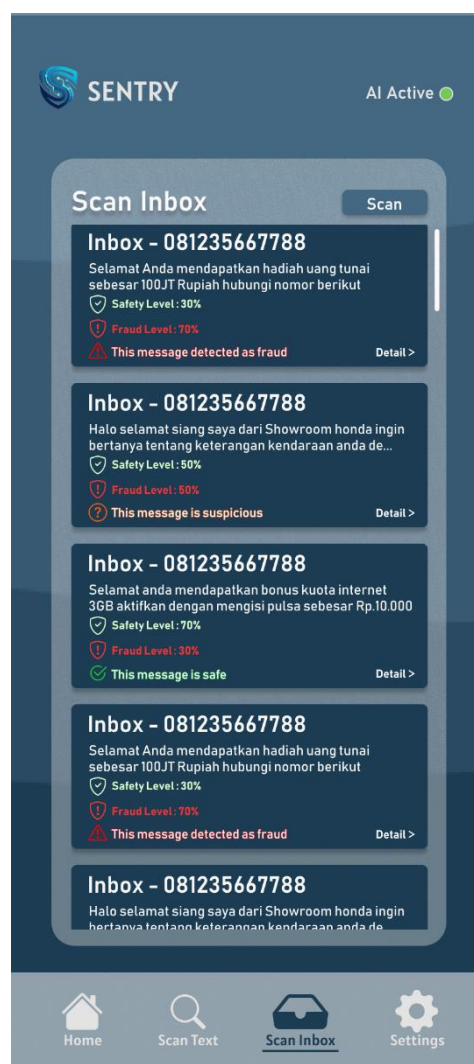 SENTRY
AI Active
Scan Inbox
Scan
Inbox - 081235667788
Selamat Anda mendapatkan hadiah uang tunai
sebesar 100JT Rupiah hubungi nomor berikut
Safety Level : 30%
Fraud Level : 70%
This message detected as fraud
Detail >
Inbox - 081235667788
Halo selamat siang saya dari Showroom honda ingin
bertanya tentang keterangan kendaraan anda de...
Safety Level : 50%
Fraud Level : 50%
This message is suspicious
Detail >
Inbox - 081235667788
Selamat anda mendapatkan bonus kuota internet
3GB aktifkan dengan mengisi pulsa sebesar Rp.10.000
Safety Level : 70%
Fraud Level : 30%
This message is safe
Detail >
Inbox - 081235667788
Selamat Anda mendapatkan hadiah uang tunai
sebesar 100JT Rupiah hubungi nomor berikut
Safety Level : 30%
Fraud Level : 70%
This message detected as fraud
Detail >
Inbox - 081235667788
Halo selamat siang saya dari Showroom honda ingin
bertanya tentang keterangan kendaraan anda de
Home
Scan Text
Scan Inbox
Settings